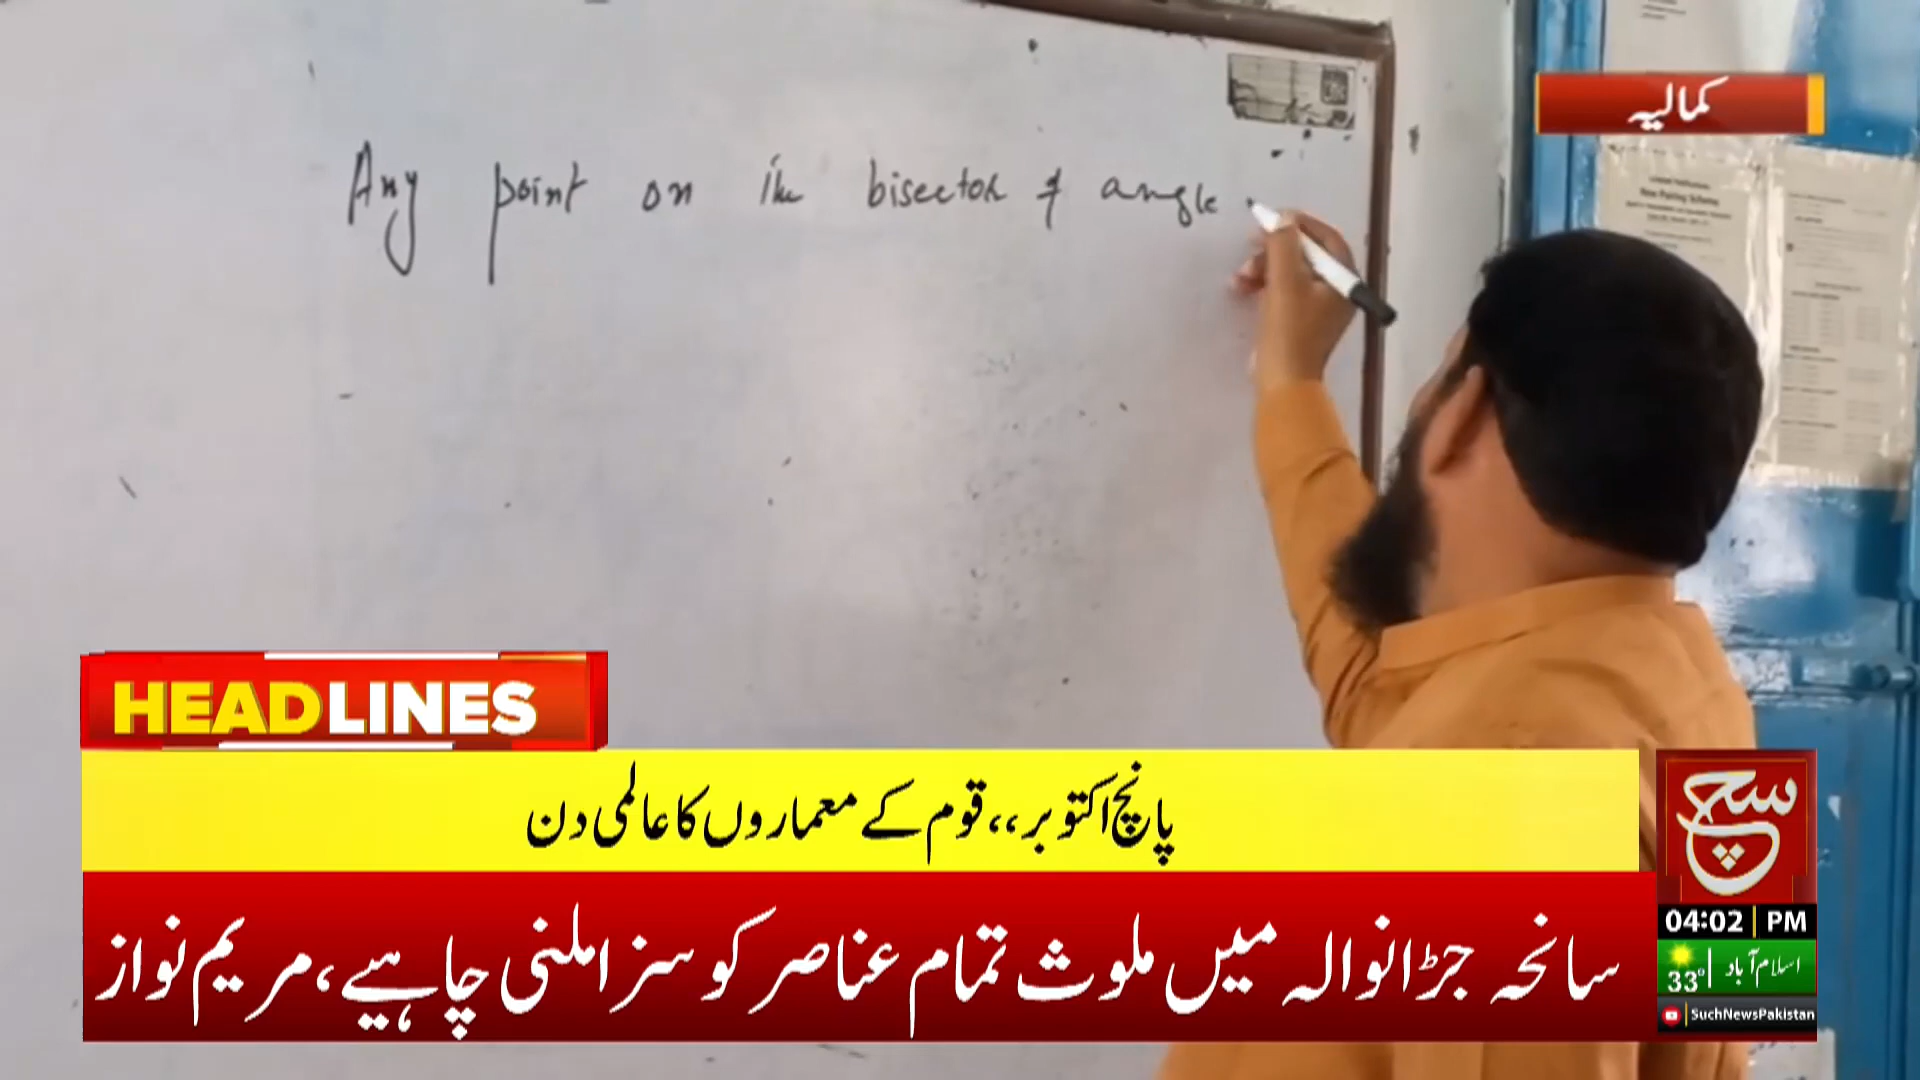 Any point on the bisector of angle
کمالیہ
HEADLINES
پانچ اکتوبر،، قوم کے معماروں کا عالمی دن
سچ
سانحہ جڑانوالہ میں ملوث تمام عناصر کو سزا ملنی چاہیے، مریم نواز
04:02 PM
33° اسلام آباد
SuchNewsPakistan